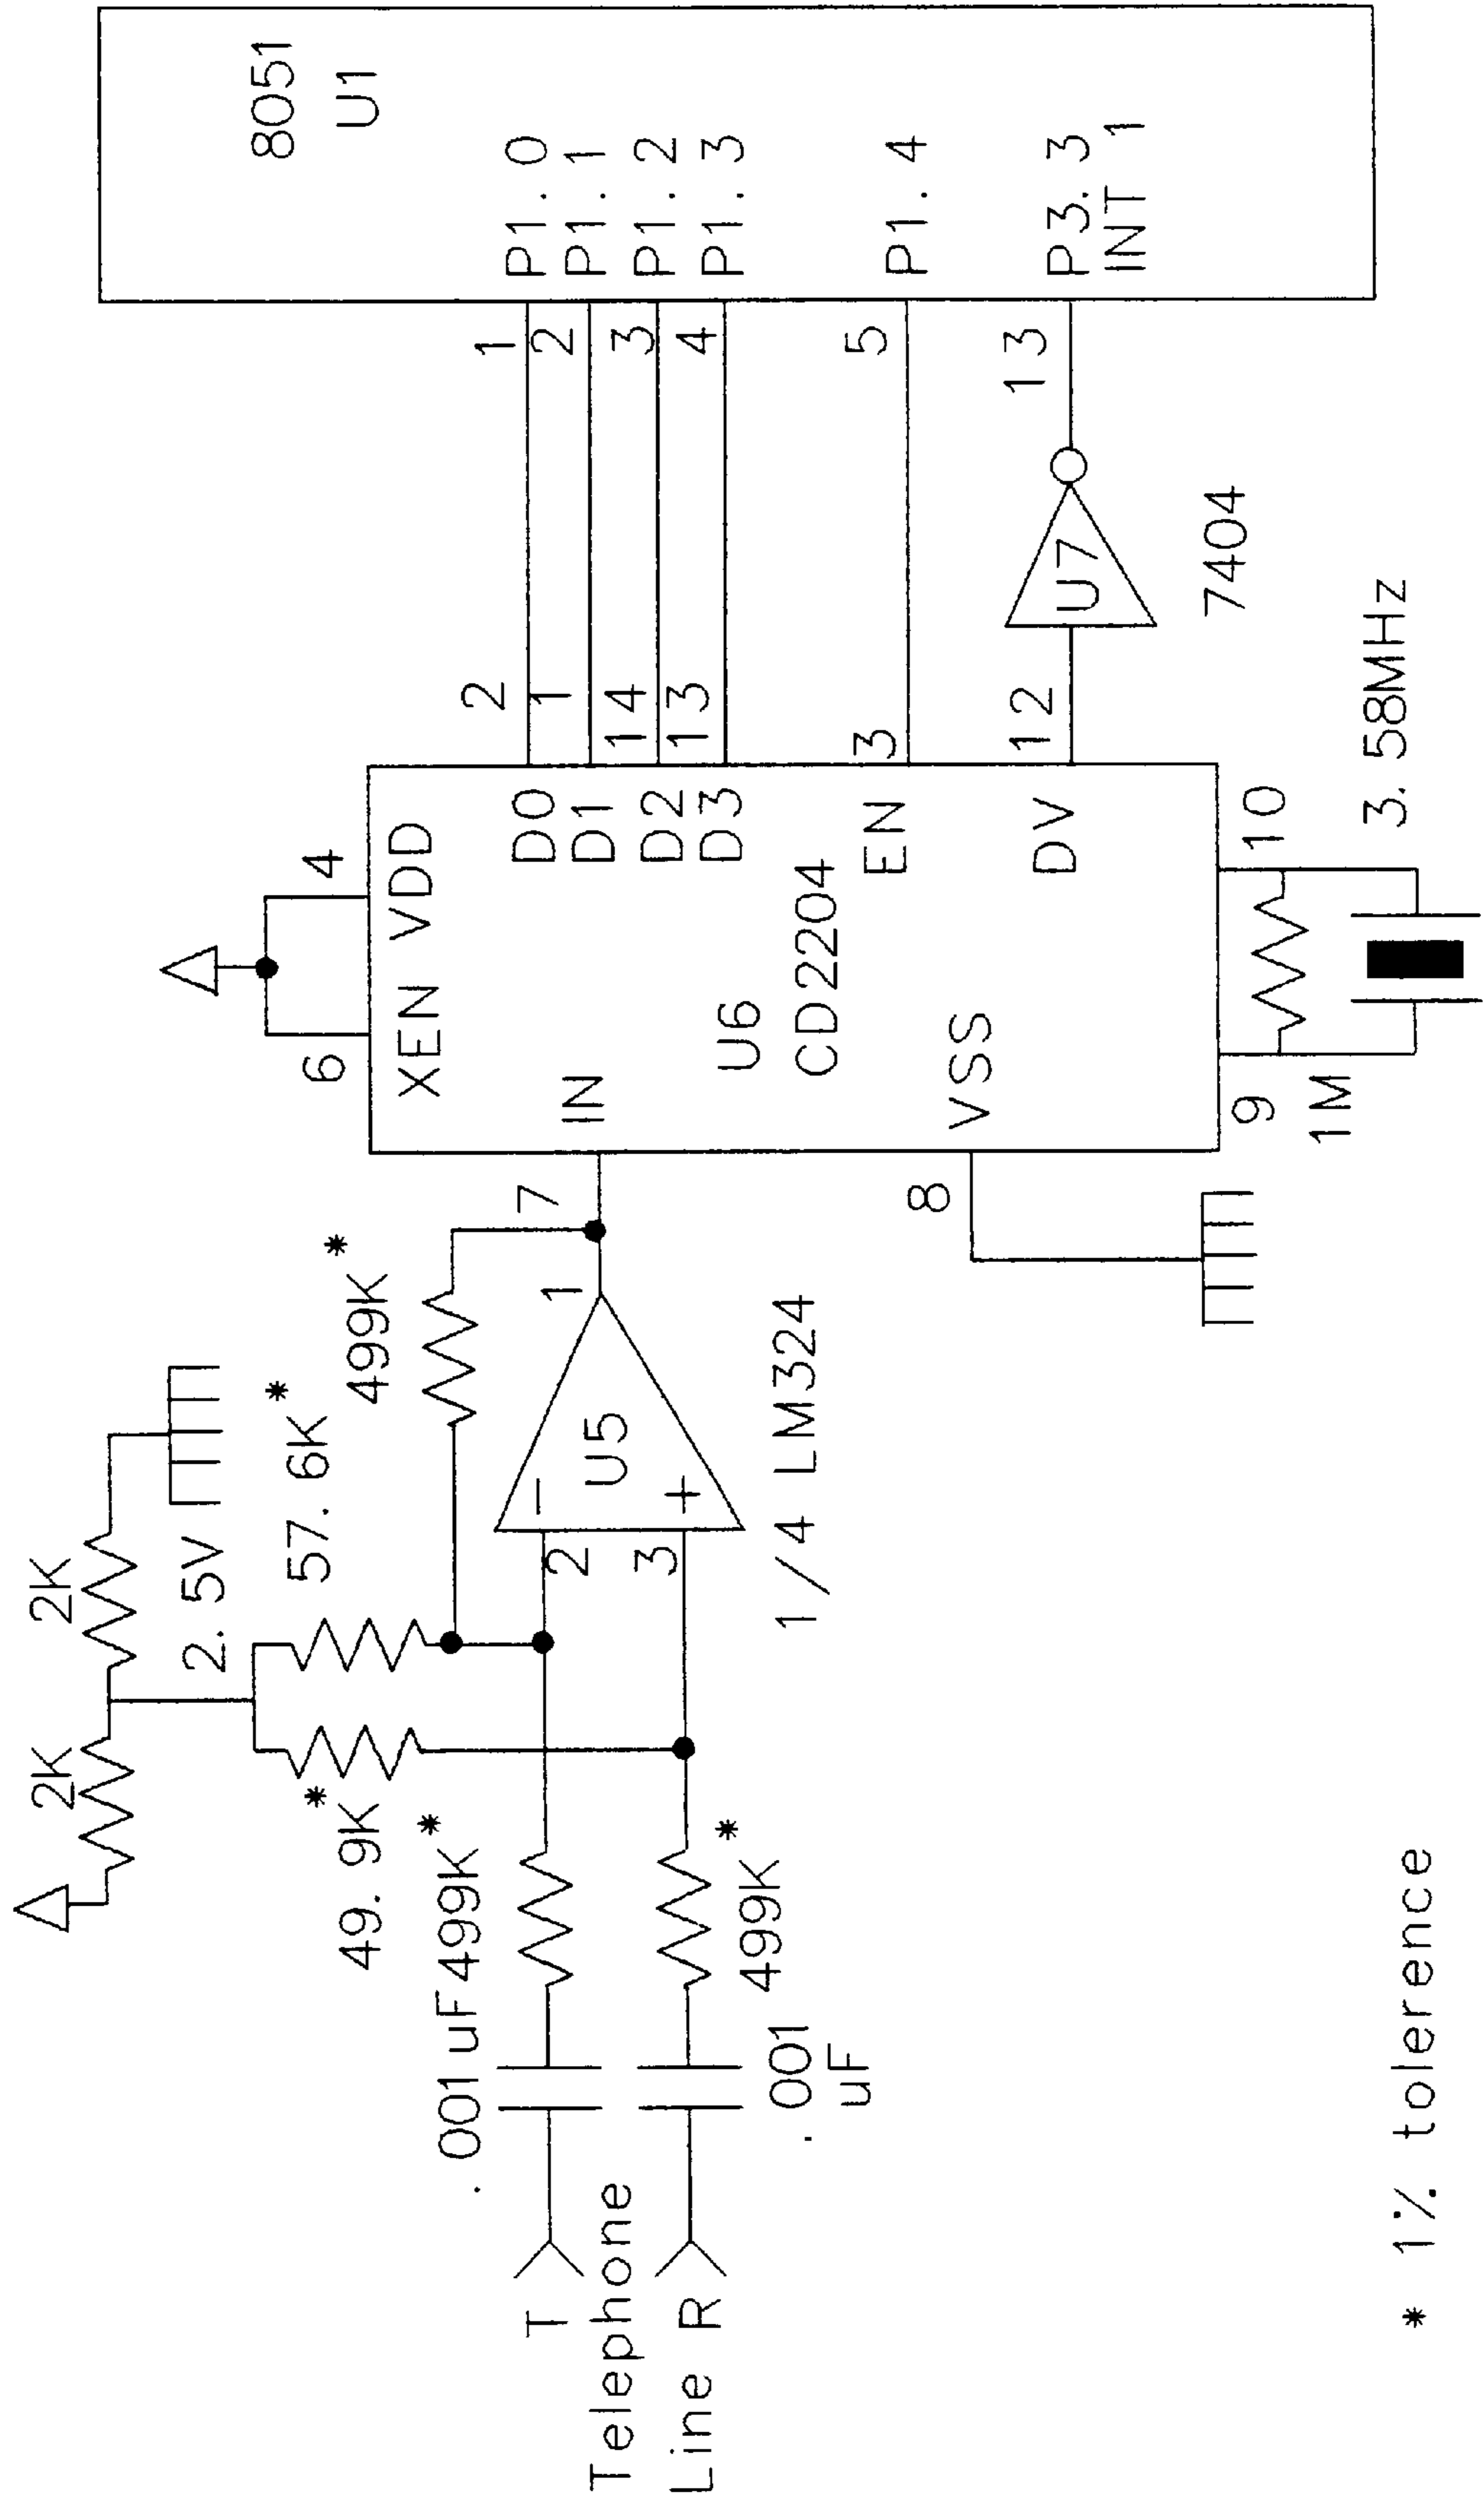 2K
2K
2.5V
49.9K*
57.6K*
499K*
.001uF
499K*
T
Telephone
Line R
.001
uF
499K*
2
3
−
+
U5
1
1/4 LM324
7
6
4
XEN
VDD
IN
U6
CD2204
VSS
8
D0
D1
D2
D3
EN
DV
2
1
14
13
3
12
9
10
1M
3.58MHz
U7
7404
1
2
3
4
5
13
8051
U1
P1.0
P1.1
P1.2
P1.3
P1.4
P3.3
INT 1
* 1% tolerence